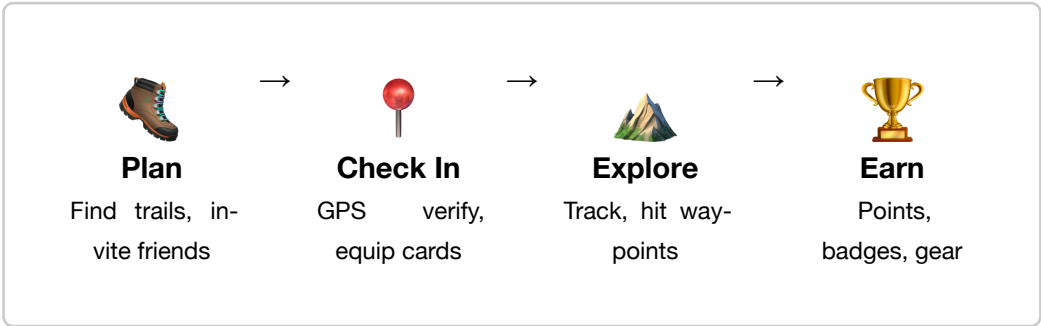 → → →
Plan
Find trails, in-
vite friends
Check In
GPS verify,
equip cards
Explore
Track, hit way-
points
Earn
Points,
badges, gear